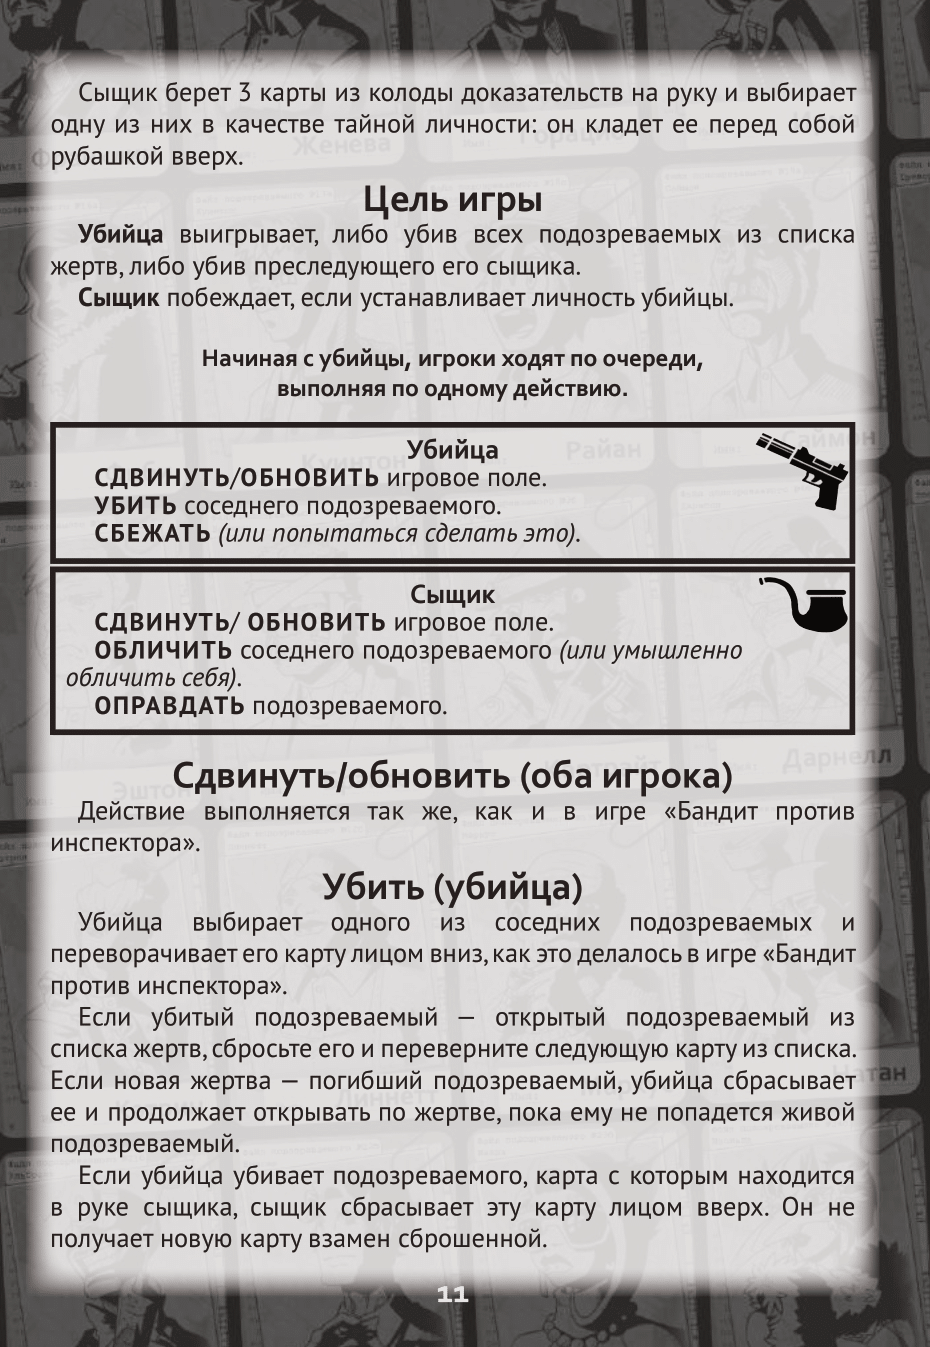 Сыщик берет 3 карты из колоды доказательств на руку и выбирает
одну из них в качестве тайной личности: он кладет ее перед собой
рубашкой вверх.
Цель игры
Убийца выигрывает, либо убив всех подозреваемых из списка
жертв, либо убив преследующего его сыщика.
Сыщик побеждает, если устанавливает личность убийцы.
Начиная с убийцы, игроки ходят по очереди,
выполняя по одному действию.
Убийца
СДВИНУТЬ/ОБНОВИТЬ игровое поле.
УБИТЬ соседнего подозреваемого.
СБЕЖАТЬ (или попытаться сделать это).
Сыщик
СДВИНУТЬ/ ОБНОВИТЬ игровое поле.
ОБЛИЧИТЬ соседнего подозреваемого (или умышленно
обличить себя).
ОПРАВДАТЬ подозреваемого.
Сдвинуть/обновить (оба игрока)
Действие выполняется так же, как и в игре «Бандит против
инспектора».
Убить (убийца)
Убийца выбирает одного из соседних подозреваемых и
переворачивает его карту лицом вниз, как это делалось в игре «Бандит
против инспектора».
Если убитый подозреваемый — открытый подозреваемый из
списка жертв, сбросьте его и переверните следующую карту из списка.
Если новая жертва — погибший подозреваемый, убийца сбрасывает
ее и продолжает открывать по жертве, пока ему не попадется живой
подозреваемый.
Если убийца убивает подозреваемого, карта с которым находится
в руке сыщика, сыщик сбрасывает эту карту лицом вверх. Он не
получает новую карту взамен сброшенной.
11
Женева
Горацио
Куинтон
Райан
Саймон
Эштон
Дарнелл
Линнетт
Натан